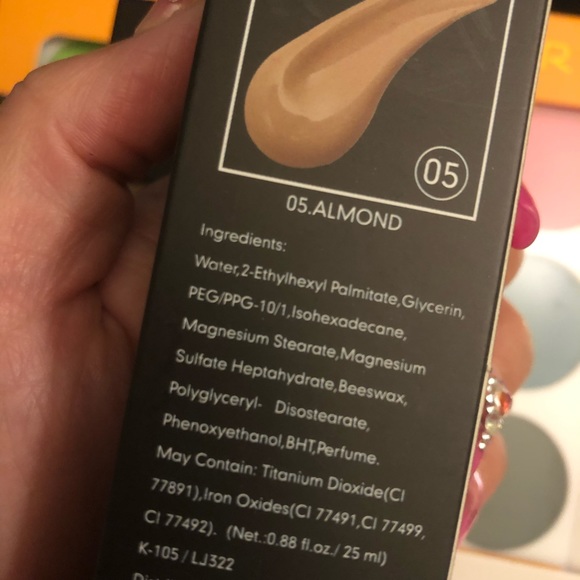 R
05
05.ALMOND
Ingredients:
Water,2-Ethylhexyl Palmitate,Glycerin,
PEG/PPG-10/1,Isohexadecane,
Magnesium Stearate,Magnesium
Sulfate Heptahydrate,Beeswax,
Polyglyceryl- Disostearate,
Phenoxyethanol,BHT,Perfume.
May Contain: Titanium Dioxide(CI
77891),Iron Oxides(CI 77491,CI 77499,
CI 77492). (Net.:0.88 fl.oz./ 25 ml)
K-105 / LJ322